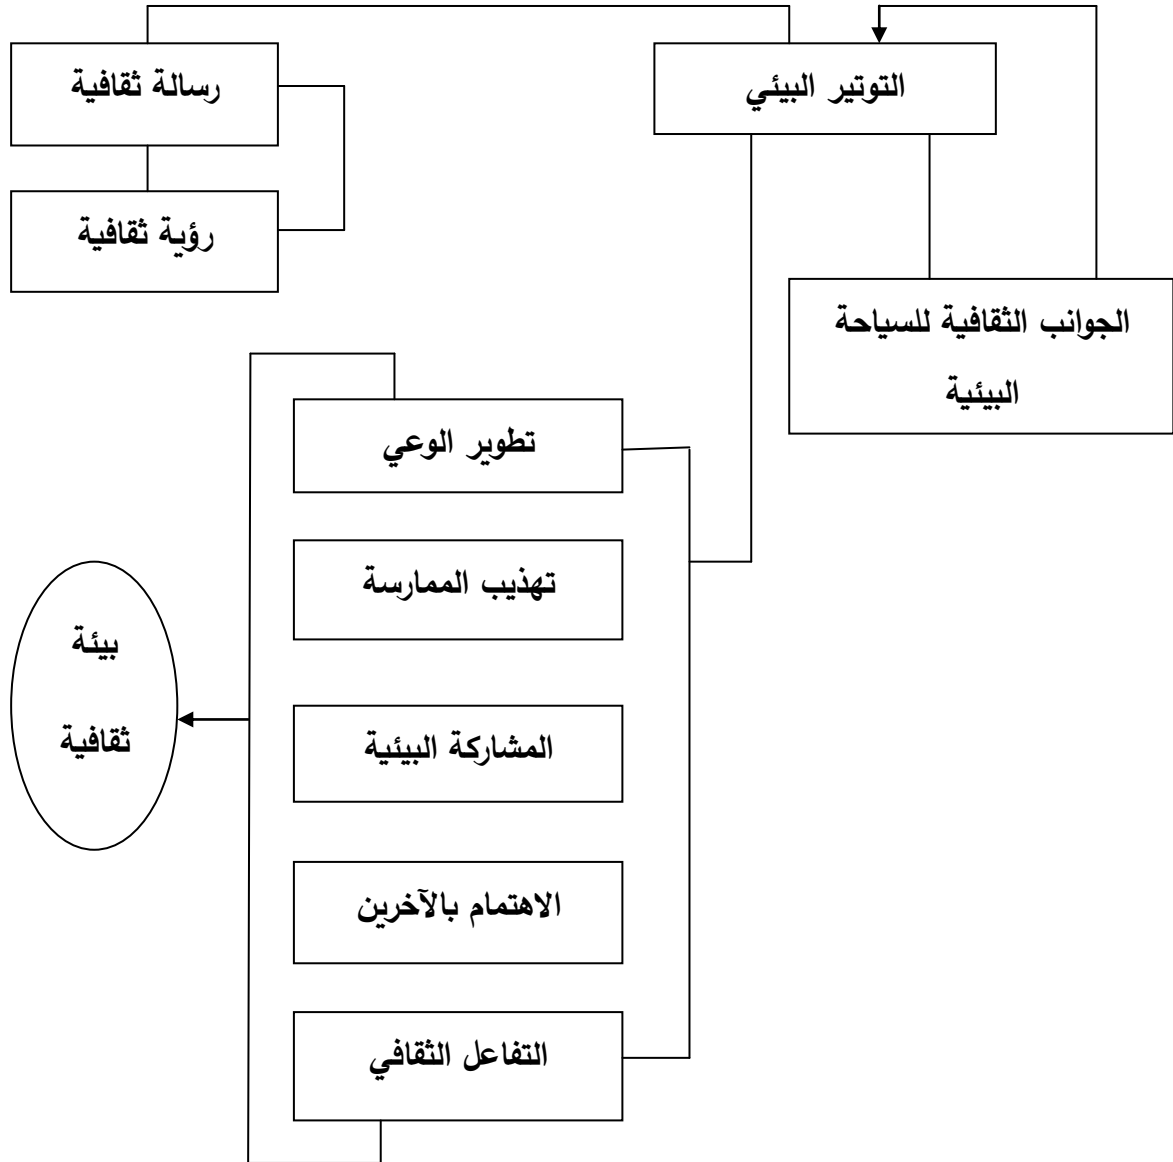 التوتير البيئي
رسالة ثقافية
رؤية ثقافية
الجوانب الثقافية للسياحة
البيئية
تطوير الوعي
تهذيب الممارسة
المشاركة البيئية
الاهتمام بالآخرين
التفاعل الثقافي
بيئة
ثقافية